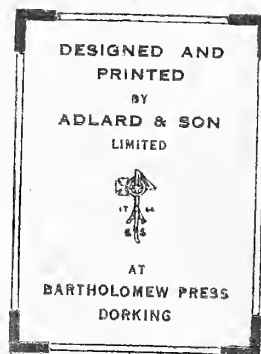 DESIGNED AND
PRINTED
BY
ADLARD & SON
LIMITED
AT
BARTHOLOMEW PRESS
DORKING